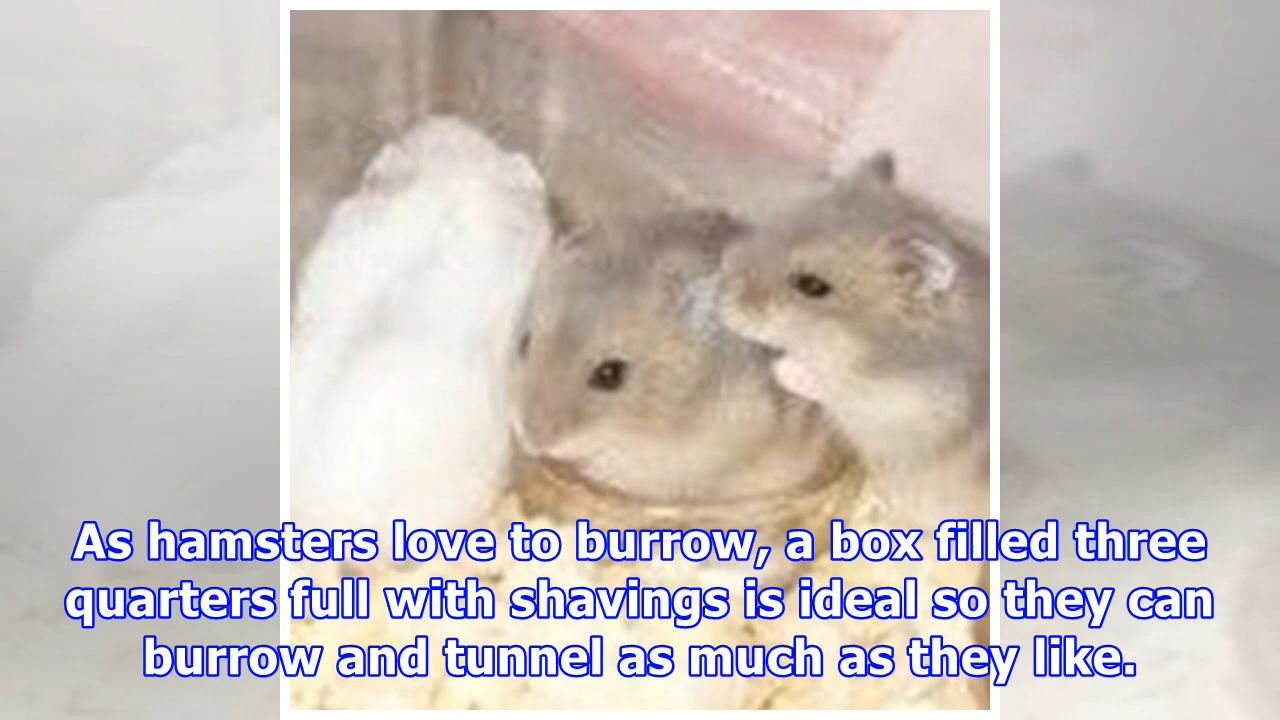 As hamsters love to burrow, a box filled three
quarters full with shavings is ideal so they can
burrow and tunnel as much as they like.